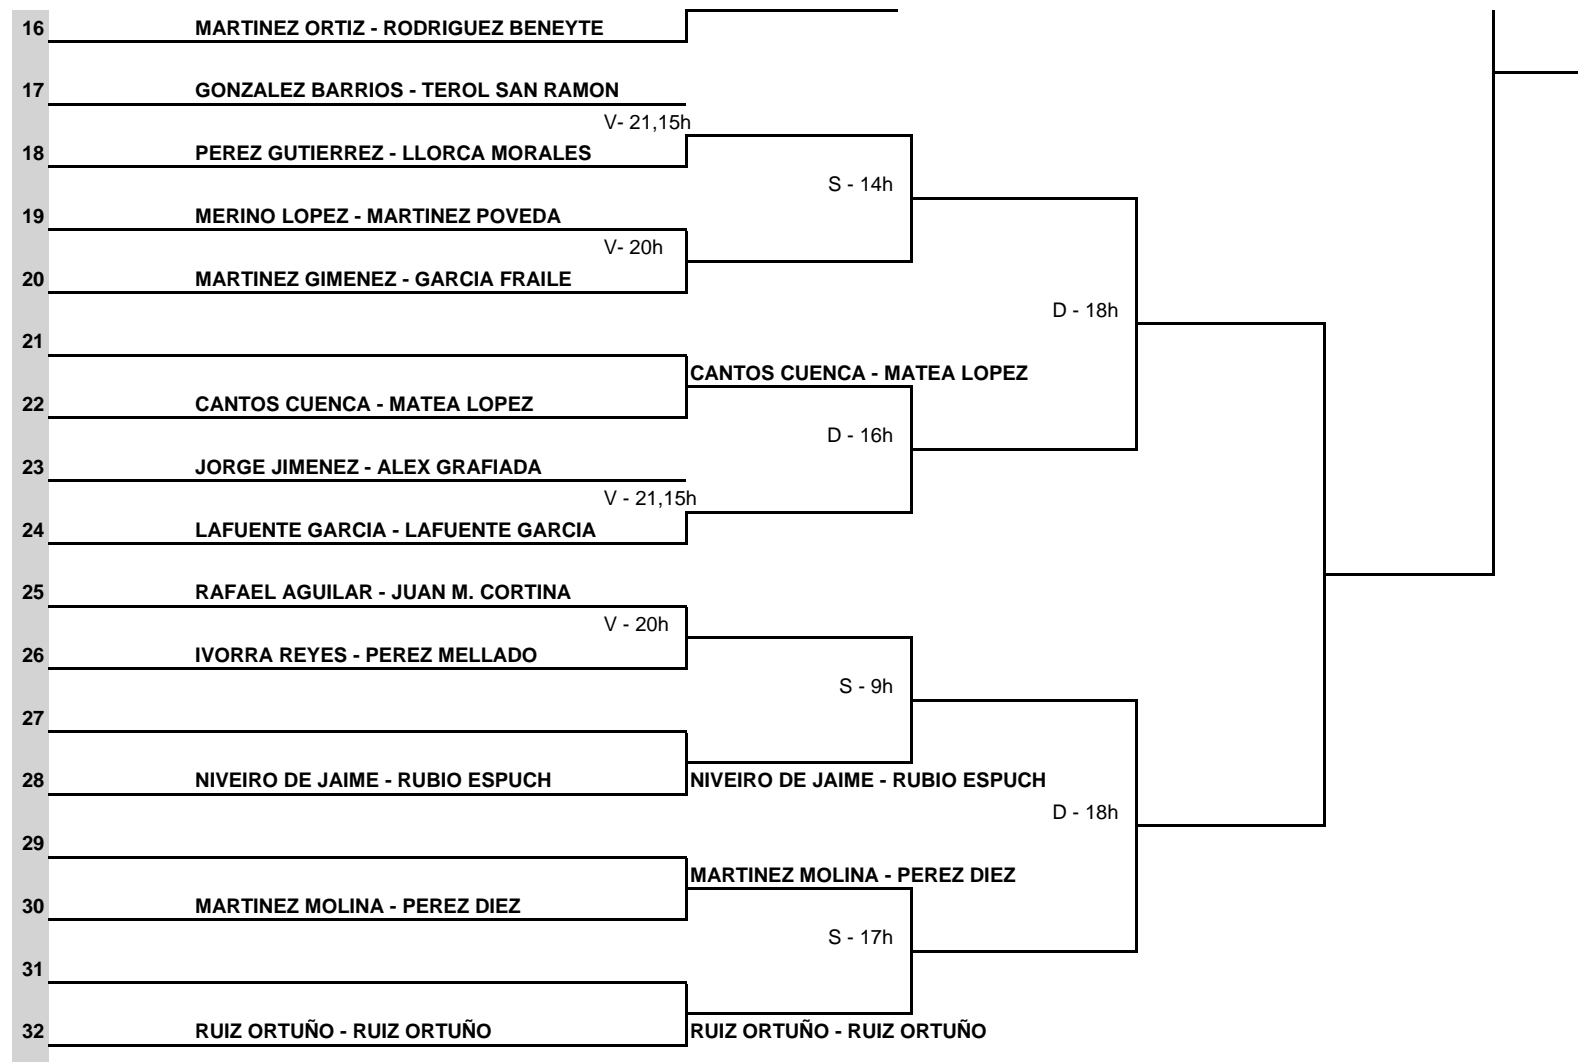 16 MARTINEZ ORTIZ - RODRIGUEZ BENEYTE
17 GONZALEZ BARRIOS - TEROL SAN RAMON
V- 21,15h
18 PEREZ GUTIERREZ - LLORCA MORALES
S - 14h
19 MERINO LOPEZ - MARTINEZ POVEDA
V- 20h
20 MARTINEZ GIMENEZ - GARCIA FRAILE
D - 18h
21
CANTOS CUENCA - MATEA LOPEZ
22 CANTOS CUENCA - MATEA LOPEZ
D - 16h
23 JORGE JIMENEZ - ALEX GRAFIADA
V - 21,15h
24 LAFUENTE GARCIA - LAFUENTE GARCIA
25 RAFAEL AGUILAR - JUAN M. CORTINA
V - 20h
26 IVORRA REYES - PEREZ MELLADO
S - 9h
27
28 NIVEIRO DE JAIME - RUBIO ESPUCH NIVEIRO DE JAIME - RUBIO ESPUCH
D - 18h
29
MARTINEZ MOLINA - PEREZ DIEZ
30 MARTINEZ MOLINA - PEREZ DIEZ
S - 17h
31
32 RUIZ ORTUÑO - RUIZ ORTUÑO RUIZ ORTUÑO - RUIZ ORTUÑO